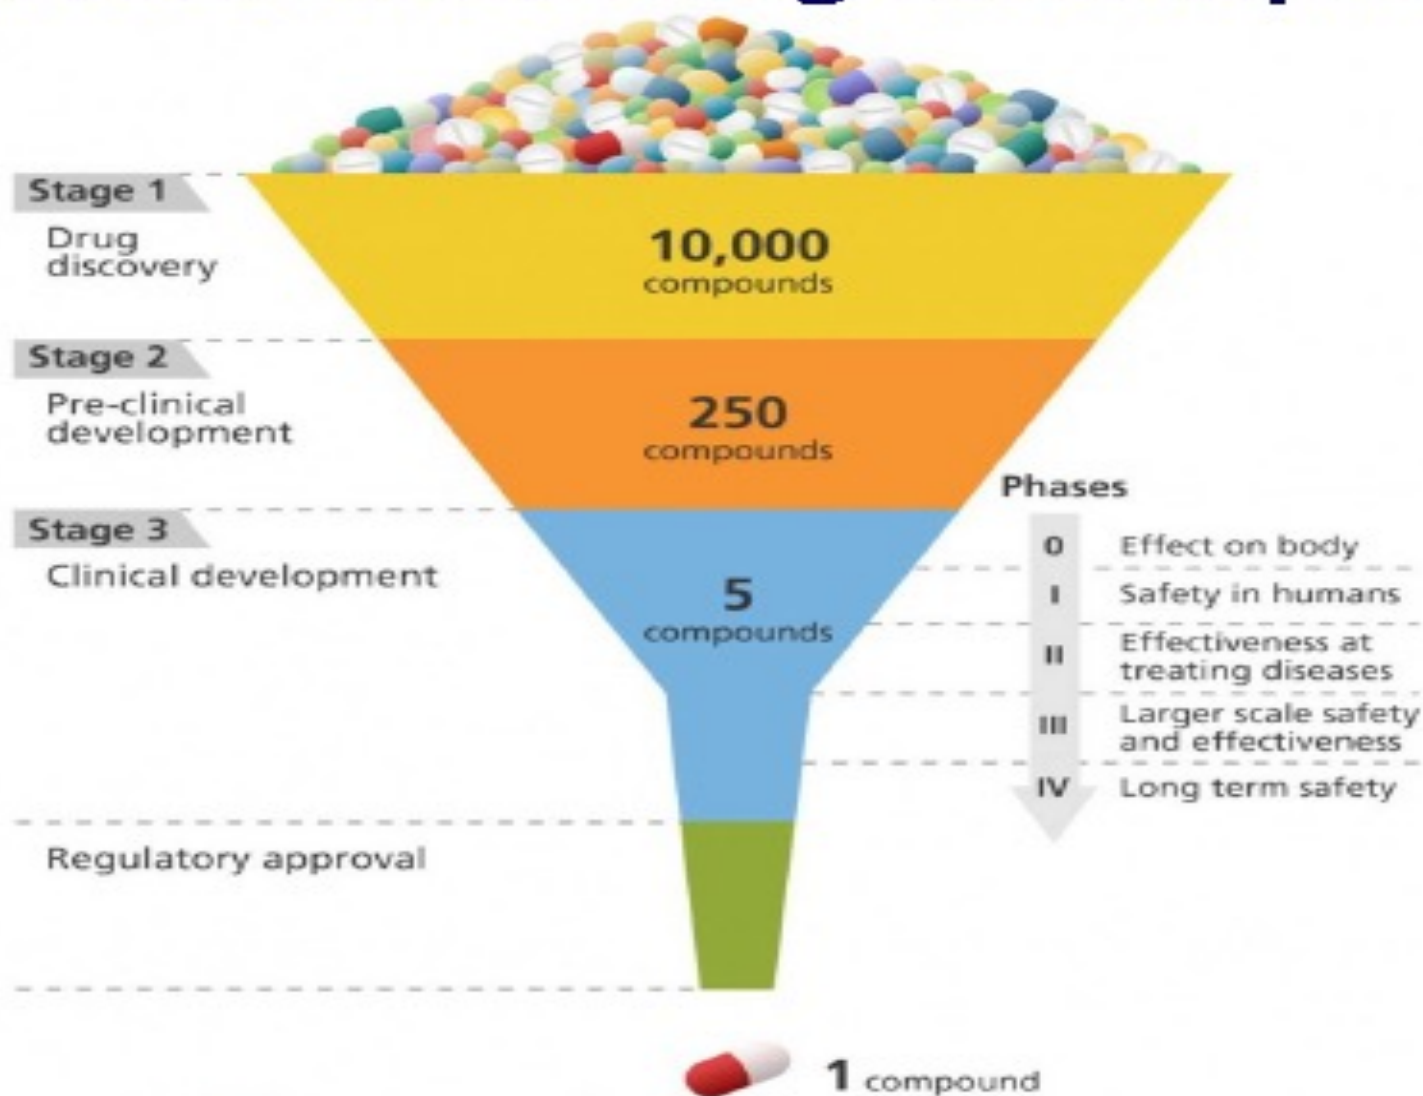 Stage 1
Drug
discovery
10,000
compounds
Stage 2
Pre-clinical
development
250
compounds
Stage 3
Clinical development
5
compounds
Phases
0 Effect on body
I Safety in humans
II Effectiveness at
treating diseases
III Larger scale safety
and effectiveness
IV Long term safety
Regulatory approval
1 compound